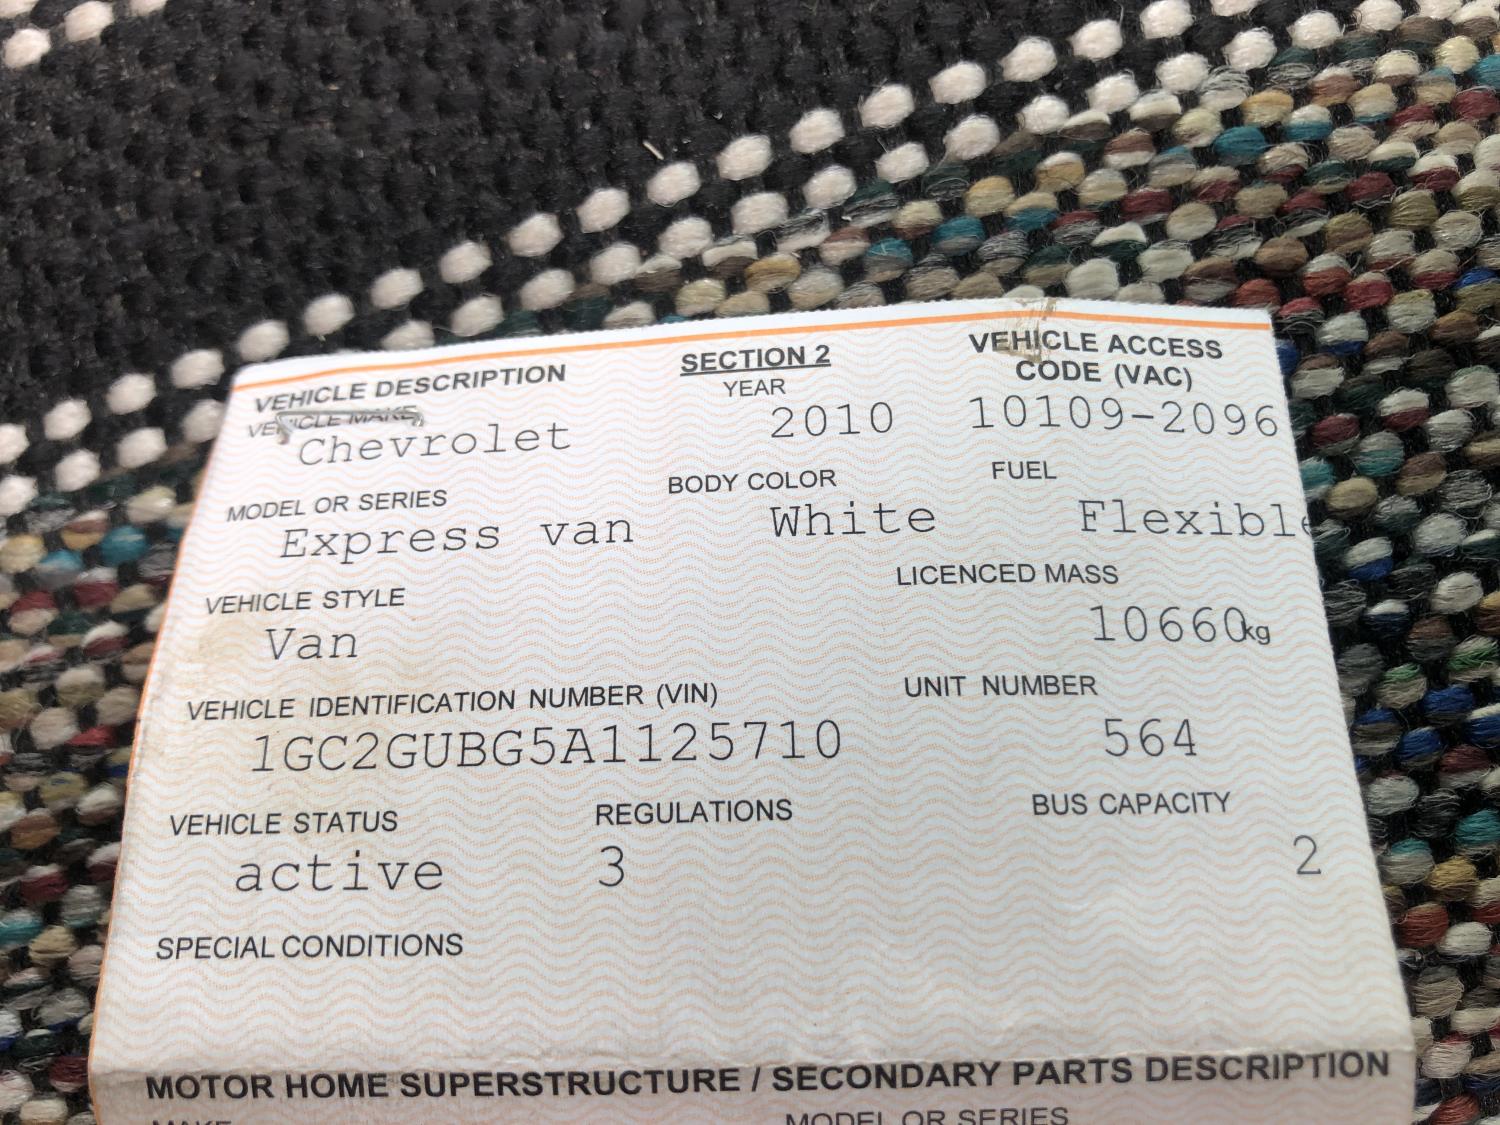 VEHICLE DESCRIPTION SECTION 2 VEHICLE ACCESS CODE (VAC)
VEHICLE MAKE YEAR
Chevrolet 2010 10109-2096
MODEL OR SERIES BODY COLOR FUEL
Express van White Flexible
VEHICLE STYLE LICENCED MASS
Van 10660kg
VEHICLE IDENTIFICATION NUMBER (VIN) UNIT NUMBER
1GC2GUBG5A1125710 564
VEHICLE STATUS REGULATIONS BUS CAPACITY
active 3 2
SPECIAL CONDITIONS
MOTOR HOME SUPERSTRUCTURE / SECONDARY PARTS DESCRIPTION
MAKE MODEL OR SERIES